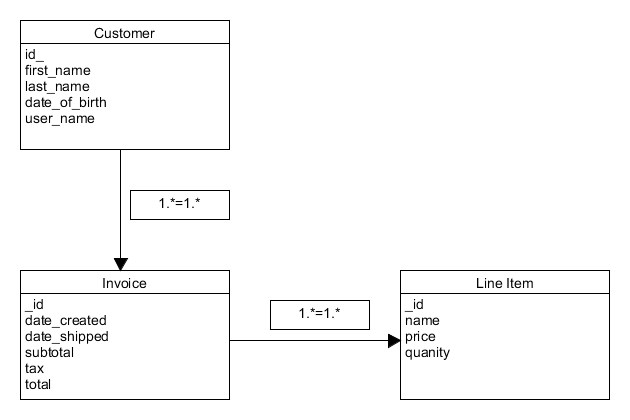 Customer
id_
first_name
last_name
date_of_birth
user_name
1.*=1.*
Invoice
_id
date_created
date_shipped
subtotal
tax
total
1.*=1.*
Line Item
_id
name
price
quanity